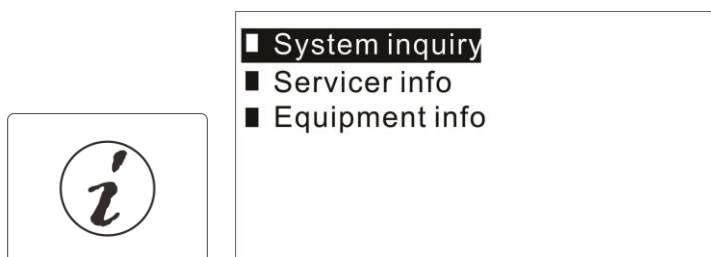 System inquiry
Servicer info
Equipment info
i